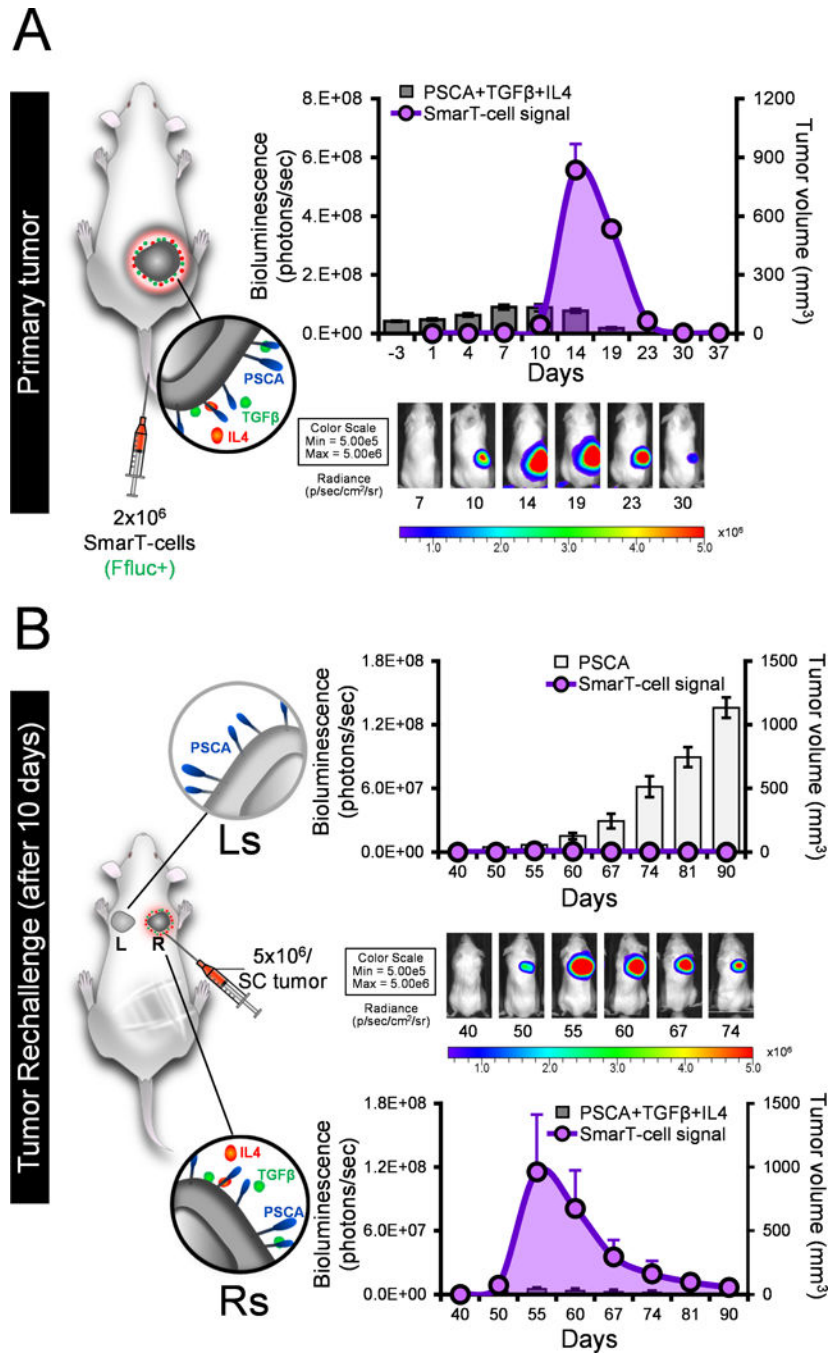 A
Primary tumor
PSCA
TGFβ
IL4
2x10⁶
SmarT-cells
(Ffluc+)
PSCA+TGFβ+IL4
SmarT-cell signal
Bioluminescence
(photons/sec)
8.E+08
6.E+08
4.E+08
2.E+08
0.E+00
1200
900
600
300
0
Tumor volume (mm³)
-3 1 4 7 10 14 19 23 30 37
Days
Color Scale
Min = 5.00e5
Max = 5.00e6
Radiance
(p/sec/cm²/sr)
7 10 14 19 23 30
1.0 2.0 3.0 4.0 5.0 x10⁶
B
Tumor Rechallenge (after 10 days)
PSCA
Ls
L
R
5x10⁶/
SC tumor
IL4
TGFβ
PSCA
Rs
PSCA
SmarT-cell signal
Bioluminescence
(photons/sec)
1.8E+08
1.2E+08
6.0E+07
0.0E+00
1500
1000
500
0
Tumor volume (mm³)
40 50 55 60 67 74 81 90
Days
Color Scale
Min = 5.00e5
Max = 5.00e6
Radiance
(p/sec/cm²/sr)
40 50 55 60 67 74
1.0 2.0 3.0 4.0 5.0 x10⁶
PSCA+TGFβ+IL4
SmarT-cell signal
Bioluminescence
(photons/sec)
1.8E+08
1.2E+08
6.0E+07
0.0E+00
1500
1000
500
0
Tumor volume (mm³)
40 50 55 60 67 74 81 90
Days